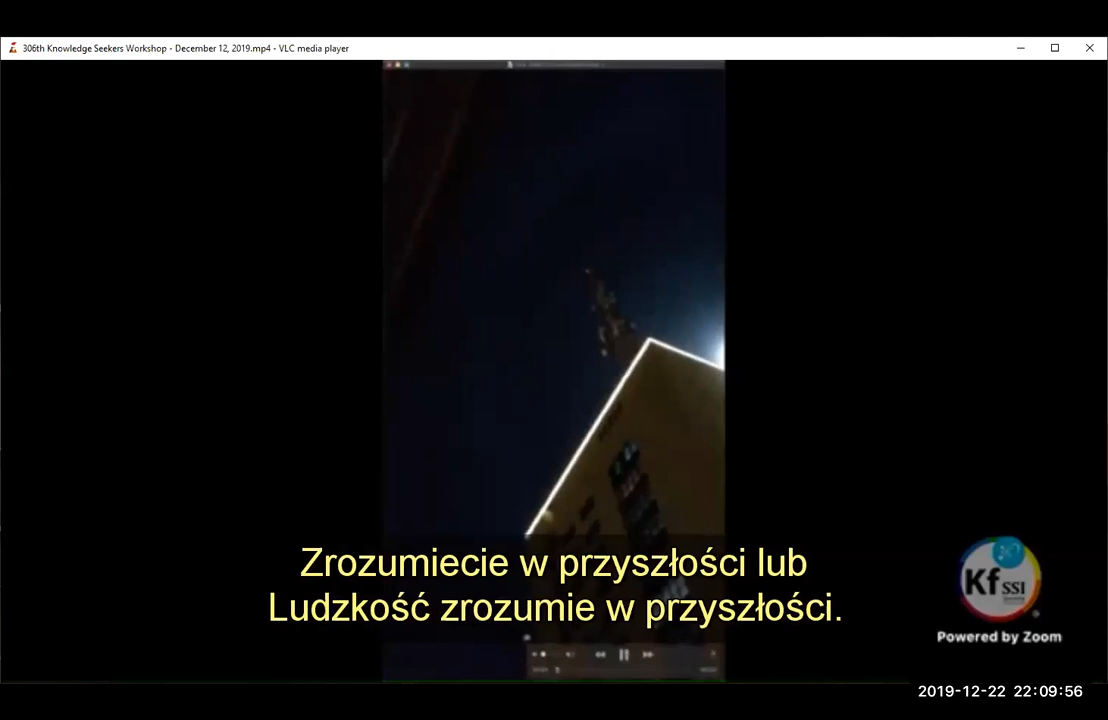 306th Knowledge Seekers Workshop - December 12, 2019.mp4 - VLC media player
Zrozumiecie w przyszłości lub
Ludzkość zrozumie w przyszłości.
Kf SSI
Powered by Zoom
2019-12-22 22:09:56